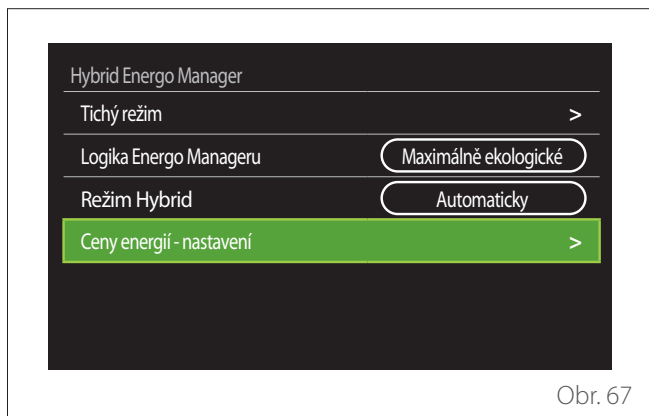 Hybrid Energo Manager
Tichý režim >
Logika Energo Manageru Maximálně ekologické
Režim Hybrid Automaticky
Ceny energií - nastavení >
Obr. 67